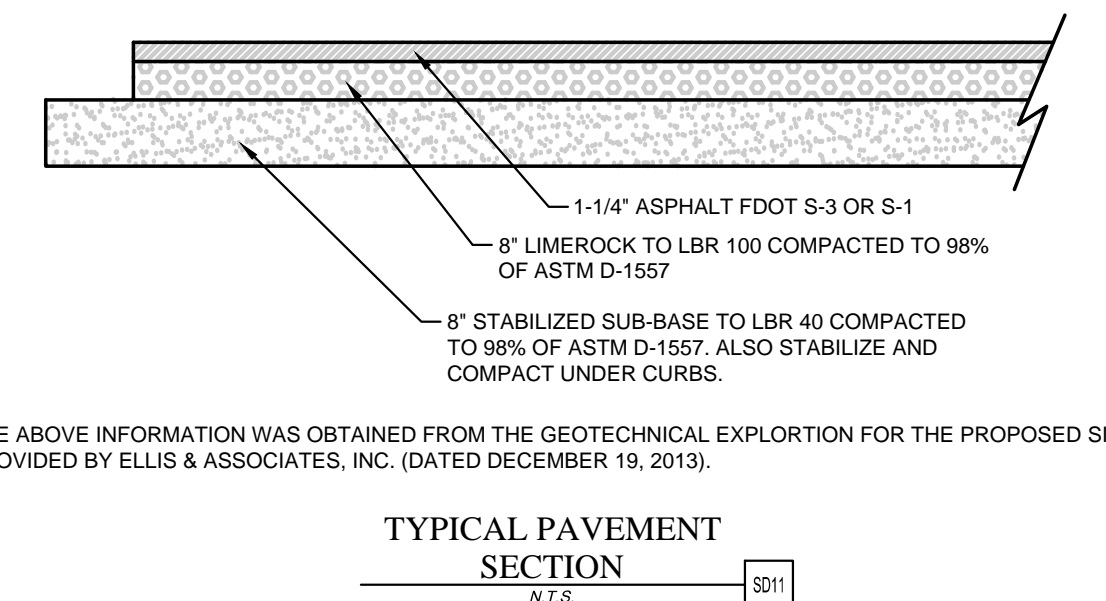 1-1/4" ASPHALT FDOT S-3 OR S-1
8" LIMEROCK TO LBR 100 COMPACTED TO 98%
OF ASTM D-1557
8" STABILIZED SUB-BASE TO LBR 40 COMPACTED
TO 98% OF ASTM D-1557. ALSO STABILIZE AND
COMPACT UNDER CURBS.
ABOVE INFORMATION WAS OBTAINED FROM THE GEOTECHNICAL EXPLORTION FOR THE PROPOSED
BY ELLIS & ASSOCIATES, INC. (DATED DECEMBER 19, 2013).
TYPICAL PAVEMENT
SECTION
N.T.S.
SD11